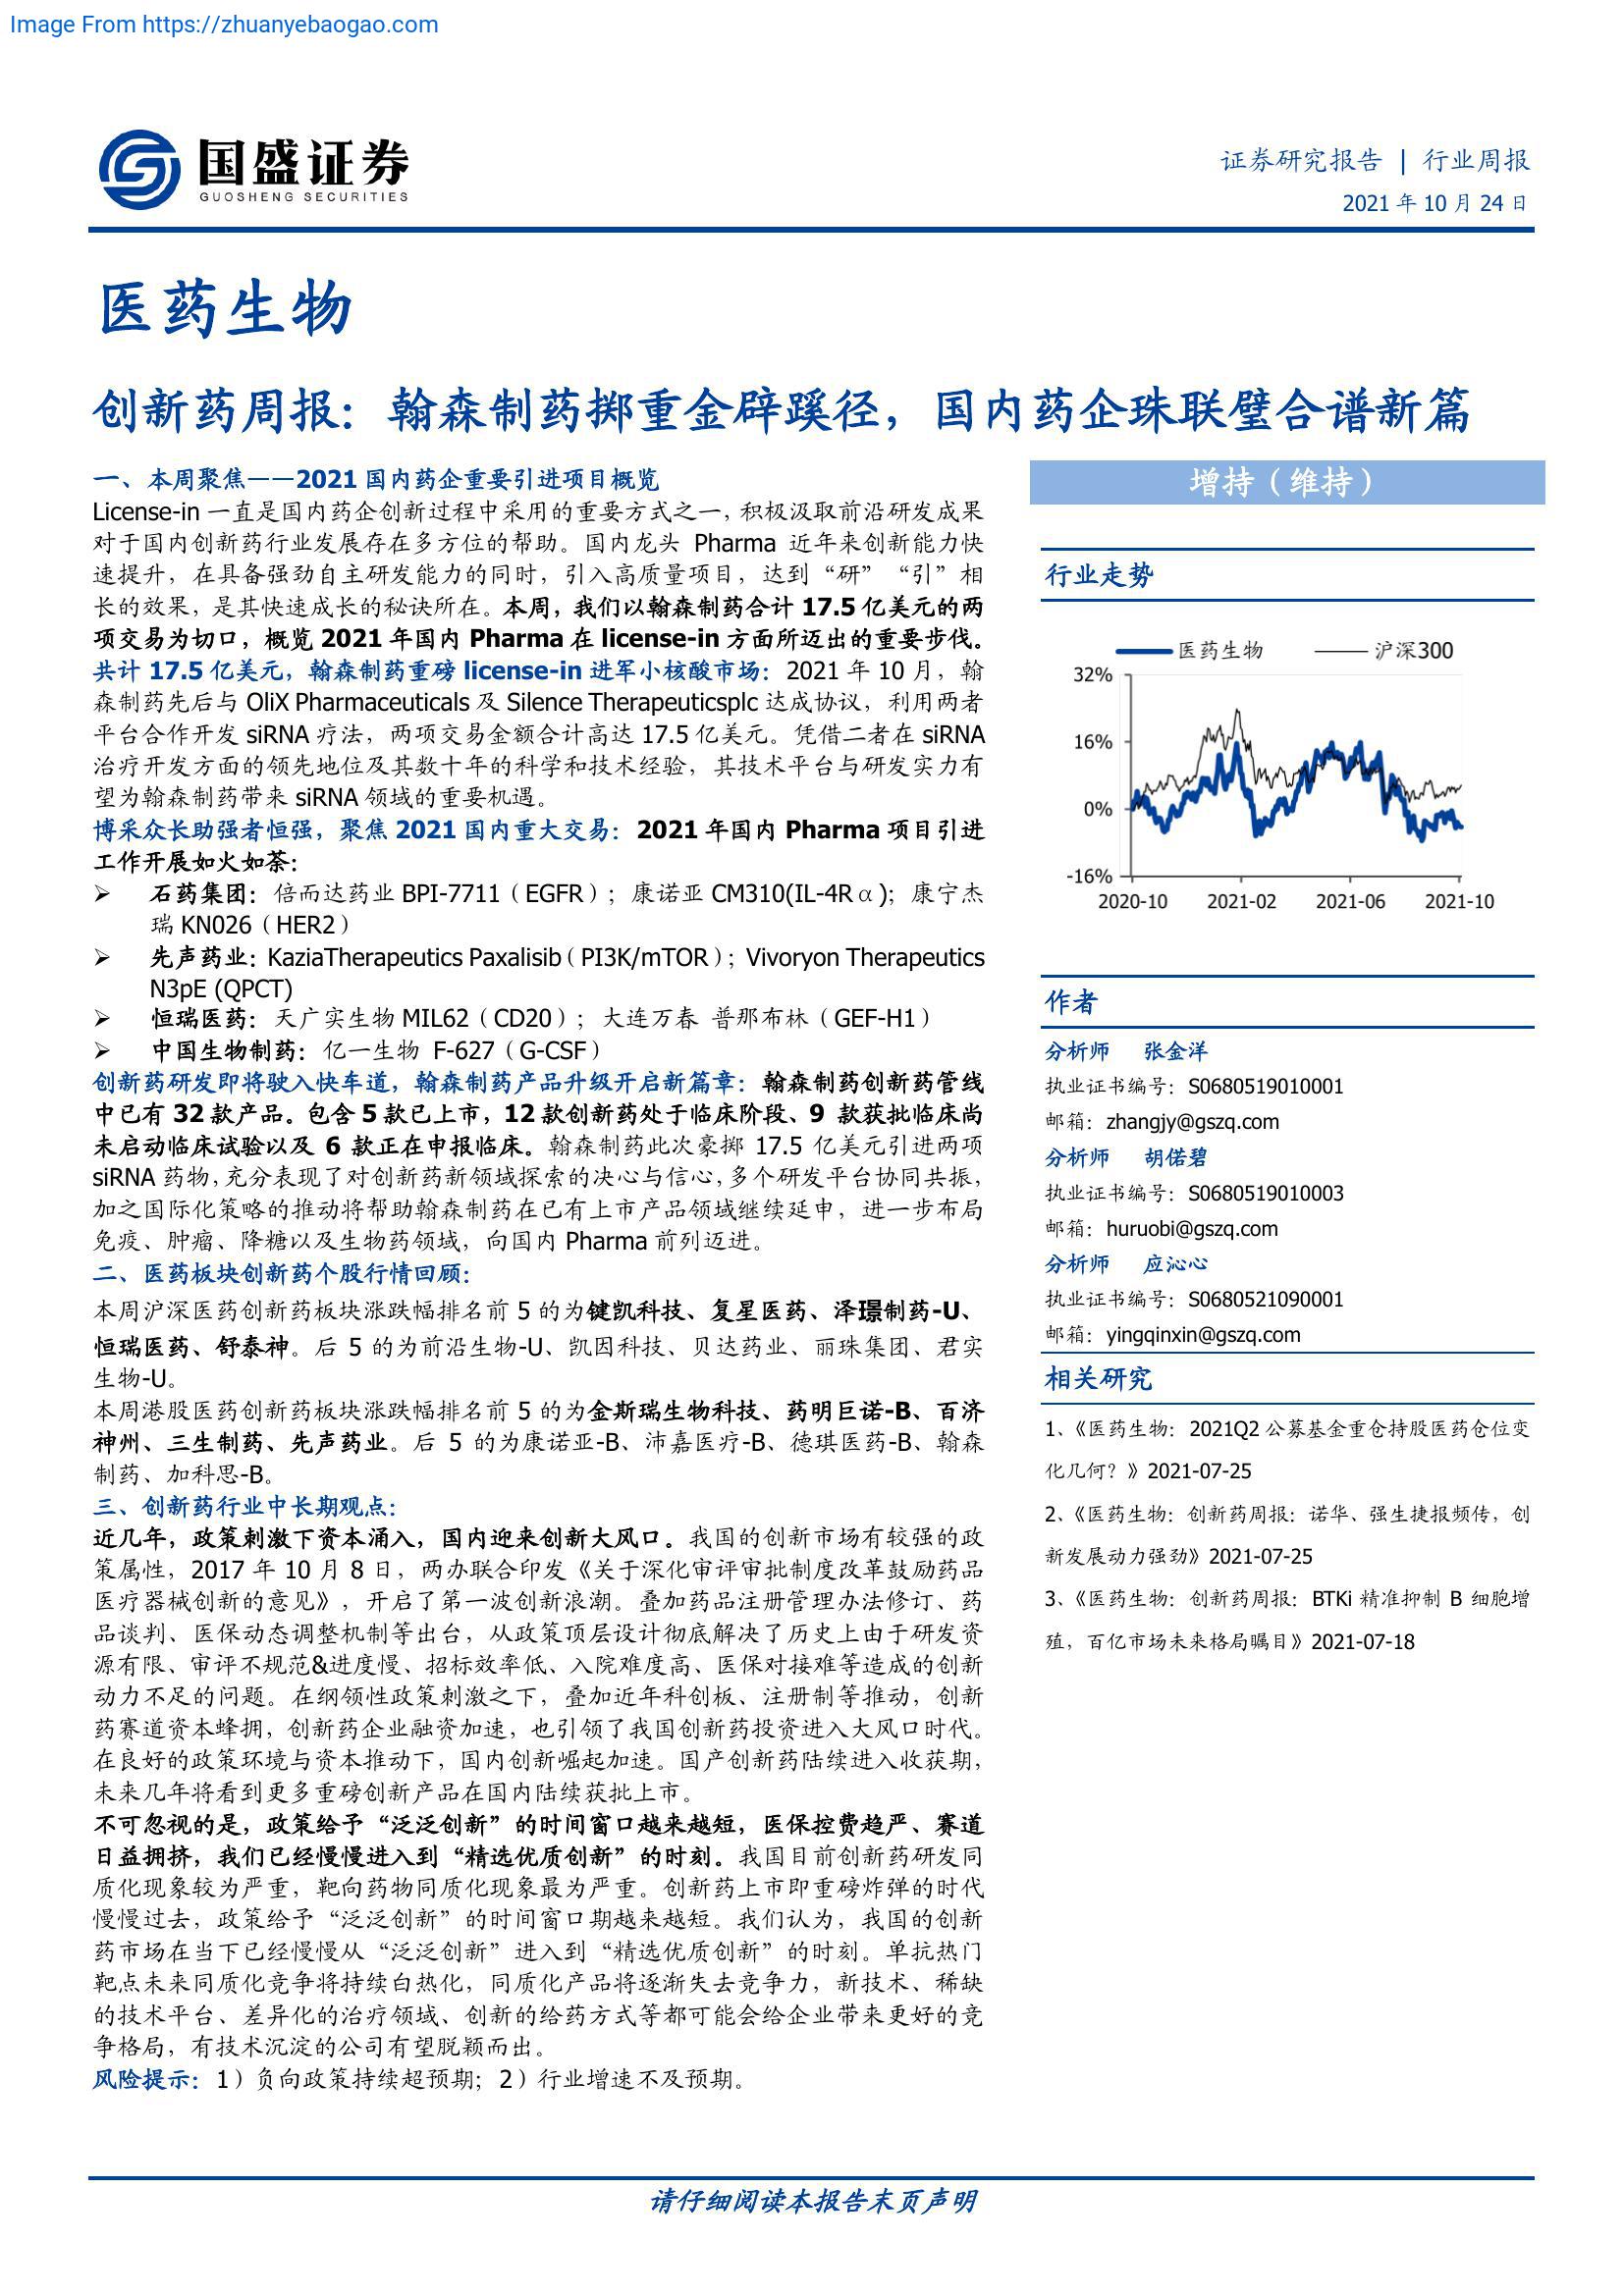 Image From https://zhuanyebaogao.com
国盛证券
GUOSHENG SECURITIES
证券研究报告 | 行业周报
2021 年 10 月 24 日
医药生物
创新药周报：翰森制药掷重金辟蹊径，国内药企珠联璧合谱新篇
一、本周聚焦——2021 国内药企重要引进项目概览
License-in 一直是国内药企创新过程中采用的重要方式之一，积极汲取前沿研发成果
对于国内创新药行业发展存在多方位的帮助。国内龙头 Pharma 近年来创新能力快
速提升，在具备强劲自主研发能力的同时，引入高质量项目，达到“研”“引”相
长的效果，是其快速成长的秘诀所在。本周，我们以翰森制药合计 17.5 亿美元的两
项交易为切口，概览 2021 年国内 Pharma 在 license-in 方面所迈出的重要步伐。
共计 17.5 亿美元，翰森制药重磅 license-in 进军小核酸市场：2021 年 10 月，翰
森制药先后与 OliX Pharmaceuticals 及 Silence Therapeuticsplc 达成协议，利用两者
平台合作开发 siRNA 疗法，两项交易金额合计高达 17.5 亿美元。凭借二者在 siRNA
治疗开发方面的领先地位及其数十年的科学和技术经验，其技术平台与研发实力有
望为翰森制药带来 siRNA 领域的重要机遇。
博采众长助强者恒强，聚焦 2021 国内重大交易：2021 年国内 Pharma 项目引进
工作开展如火如荼：
➢ 石药集团：倍而达药业 BPI-7711（EGFR）；康诺亚 CM310(IL-4Rα)；康宁杰
瑞 KN026（HER2）
➢ 先声药业：KaziaTherapeutics Paxalisib（PI3K/mTOR）；Vivoryon Therapeutics
N3pE (QPCT)
➢ 恒瑞医药：天广实生物 MIL62（CD20）；大连万春 普那布林（GEF-H1）
➢ 中国生物制药：亿一生物 F-627（G-CSF）
创新药研发即将驶入快车道，翰森制药产品升级开启新篇章：翰森制药创新药管线
中已有 32 款产品。包含 5 款已上市，12 款创新药处于临床阶段、9 款获批临床尚
未启动临床试验以及 6 款正在申报临床。翰森制药此次豪掷 17.5 亿美元引进两项
siRNA 药物，充分表现了对创新药新领域探索的决心与信心，多个研发平台协同共振，
加之国际化策略的推动将帮助翰森制药在已有上市产品领域继续延申，进一步布局
免疫、肿瘤、降糖以及生物药领域，向国内 Pharma 前列迈进。
二、医药板块创新药个股行情回顾：
本周沪深医药创新药板块涨跌幅排名前 5 的为键凯科技、复星医药、泽璟制药-U、
恒瑞医药、舒泰神。后 5 的为前沿生物-U、凯因科技、贝达药业、丽珠集团、君实
生物-U。
本周港股医药创新药板块涨跌幅排名前 5 的为金斯瑞生物科技、药明巨诺-B、百济
神州、三生制药、先声药业。后 5 的为康诺亚-B、沛嘉医疗-B、德琪医药-B、翰森
制药、加科思-B。
三、创新药行业中长期观点：
近几年，政策刺激下资本涌入，国内迎来创新大风口。我国的创新市场有较强的政
策属性，2017 年 10 月 8 日，两办联合印发《关于深化审评审批制度改革鼓励药品
医疗器械创新的意见》，开启了第一波创新浪潮。叠加药品注册管理办法修订、药
品谈判、医保动态调整机制等出台，从政策顶层设计彻底解决了历史上由于研发资
源有限、审评不规范&进度慢、招标效率低、入院难度高、医保对接难等造成的创新
动力不足的问题。在纲领性政策刺激之下，叠加近年科创板、注册制等推动，创新
药赛道资本蜂拥，创新药企业融资加速，也引领了我国创新药投资进入大风口时代。
在良好的政策环境与资本推动下，国内创新崛起加速。国产创新药陆续进入收获期，
未来几年将看到更多重磅创新产品在国内陆续获批上市。
不可忽视的是，政策给予“泛泛创新”的时间窗口越来越短，医保控费趋严、赛道
日益拥挤，我们已经慢慢进入到“精选优质创新”的时刻。我国目前创新药研发同
质化现象较为严重，靶向药物同质化现象最为严重。创新药上市即重磅炸弹的时代
慢慢过去，政策给予“泛泛创新”的时间窗口期越来越短。我们认为，我国的创新
药市场在当下已经慢慢从“泛泛创新”进入到“精选优质创新”的时刻。单抗热门
靶点未来同质化竞争将持续白热化，同质化产品将逐渐失去竞争力，新技术、稀缺
的技术平台、差异化的治疗领域、创新的给药方式等都可能会给企业带来更好的竞
争格局，有技术沉淀的公司有望脱颖而出。
风险提示：1）负向政策持续超预期；2）行业增速不及预期。
增持（维持）
行业走势
医药生物 沪深300
32%
16%
0%
-16%
2020-10 2021-02 2021-06 2021-10
作者
分析师 张金洋
执业证书编号：S0680519010001
邮箱：zhangjy@gszq.com
分析师 胡偌碧
执业证书编号：S0680519010003
邮箱：huruobi@gszq.com
分析师 应沁心
执业证书编号：S0680521090001
邮箱：yingqinxin@gszq.com
相关研究
1、《医药生物：2021Q2 公募基金重仓持股医药仓位变
化几何？》2021-07-25
2、《医药生物：创新药周报：诺华、强生捷报频传，创
新发展动力强劲》2021-07-25
3、《医药生物：创新药周报：BTKi 精准抑制 B 细胞增
殖，百亿市场未来格局瞩目》2021-07-18
请仔细阅读本报告末页声明